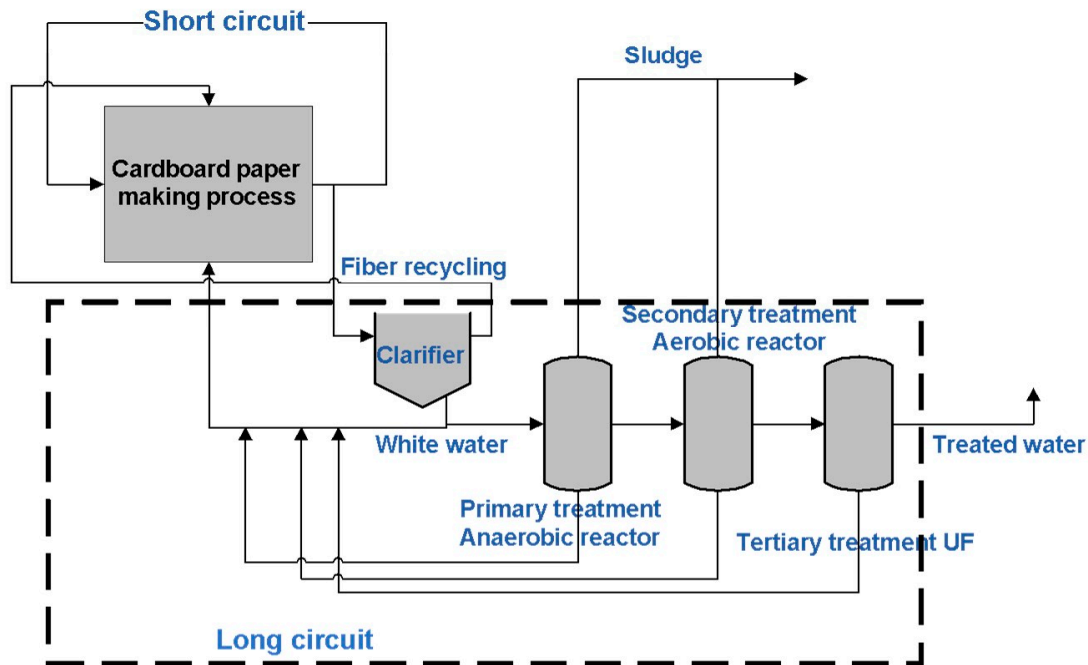 Short circuit
Sludge
Cardboard paper
making process
Fiber recycling
Clarifier
Secondary treatment
Aerobic reactor
White water
Treated water
Primary treatment
Anaerobic reactor
Tertiary treatment UF
Long circuit